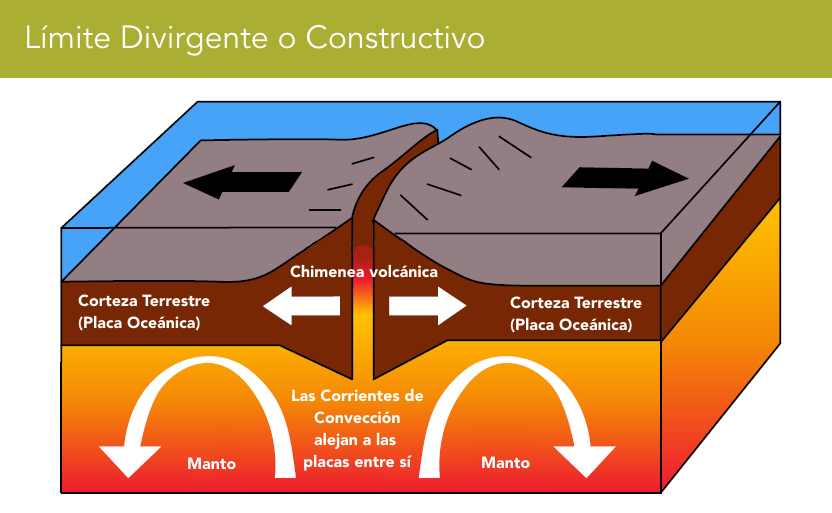 Límite Divirgente o Constructivo
Chimenea volcánica
Corteza Terrestre
(Placa Oceánica)
Corteza Terrestre
(Placa Oceánica)
Las Corrientes de
Convección
alejan a las
placas entre sí
Manto
Manto